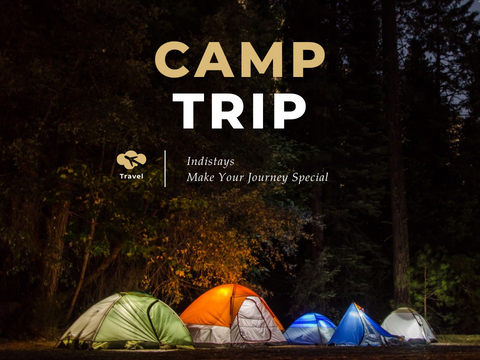 CAMP
TRIP
Travel
Indistays
Make Your Journey Special